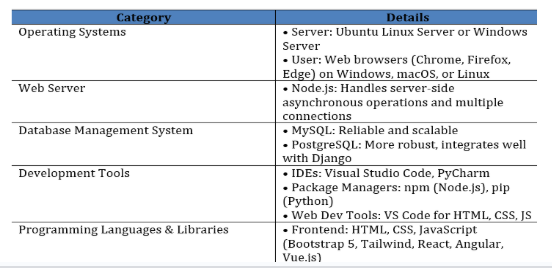 Category Details
Operating Systems • Server: Ubuntu Linux Server or Windows
Server
• User: Web browsers (Chrome, Firefox,
Edge) on Windows, macOS, or Linux
Web Server • Node.js: Handles server-side
asynchronous operations and multiple
connections
Database Management System • MySQL: Reliable and scalable
• PostgreSQL: More robust, integrates well
with Django
Development Tools • IDEs: Visual Studio Code, PyCharm
• Package Managers: npm (Node.js), pip
(Python)
• Web Dev Tools: VS Code for HTML, CSS, JS
Programming Languages & Libraries • Frontend: HTML, CSS, JavaScript
(Bootstrap 5, Tailwind, React, Angular,
Vue.js)